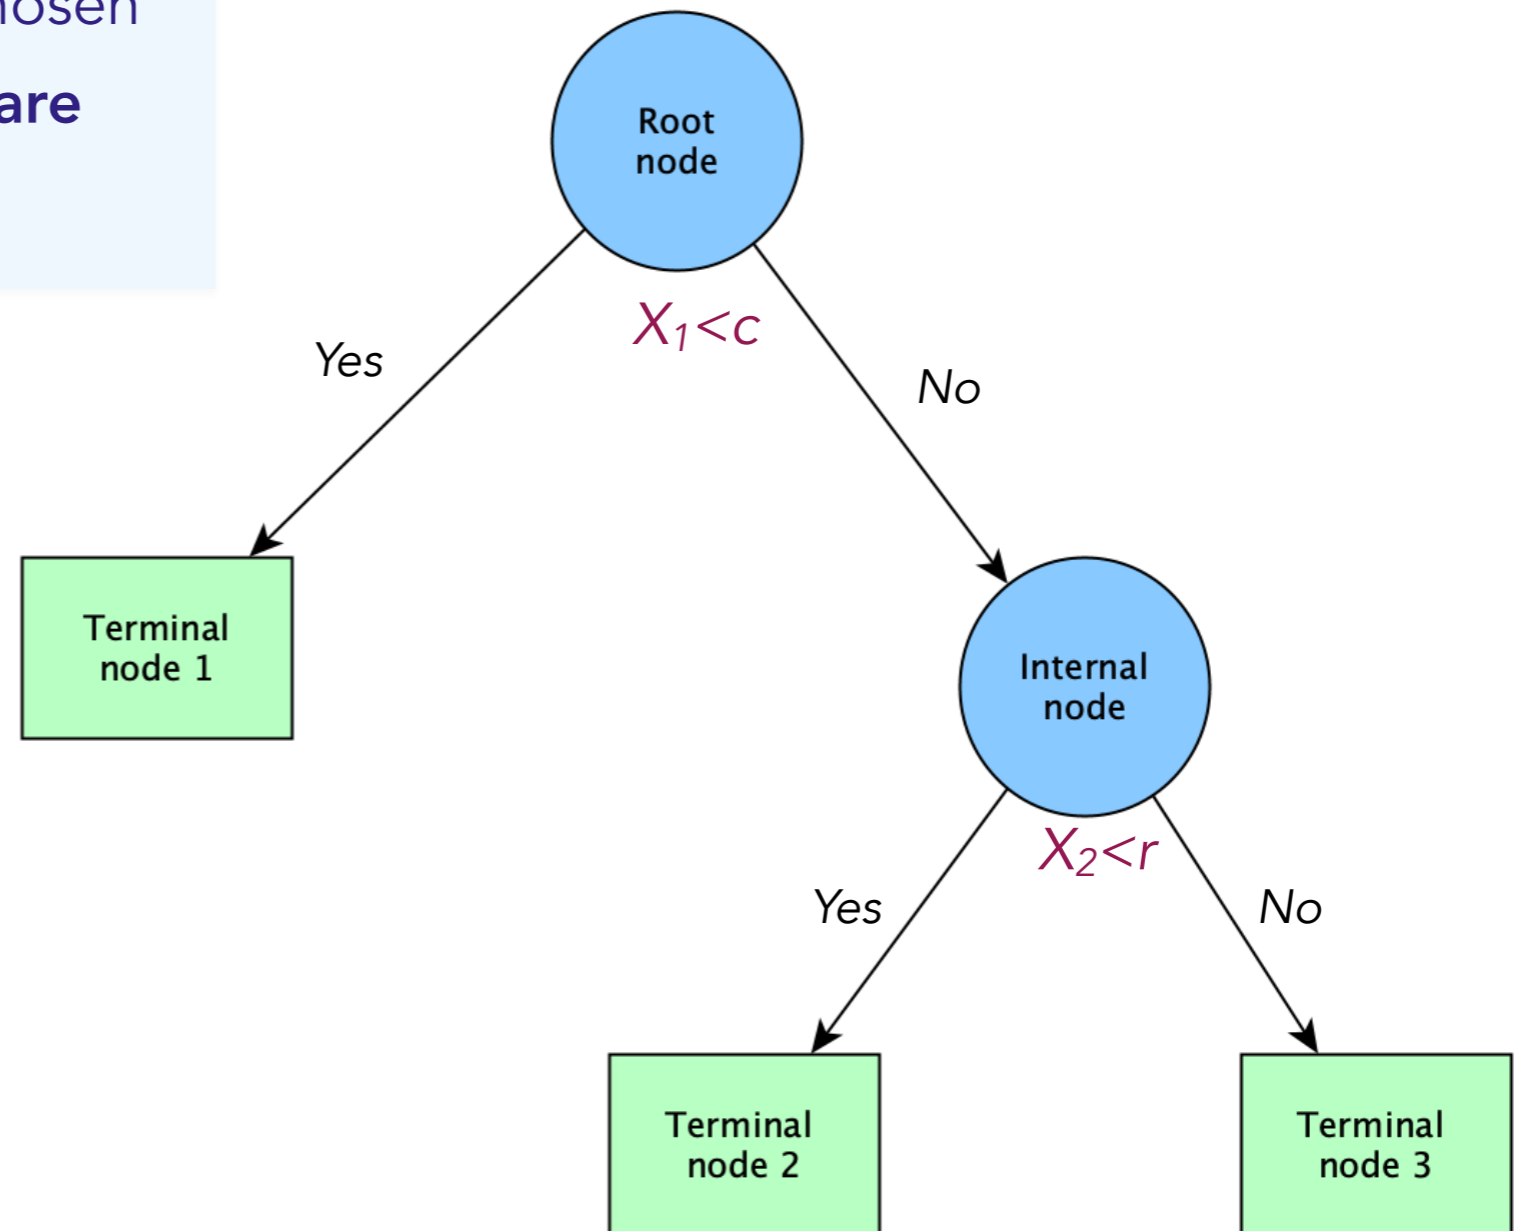 are
Root
node
X₁<c
Yes
No
Terminal
node 1
Internal
node
X₂<r
Yes
No
Terminal
node 2
Terminal
node 3